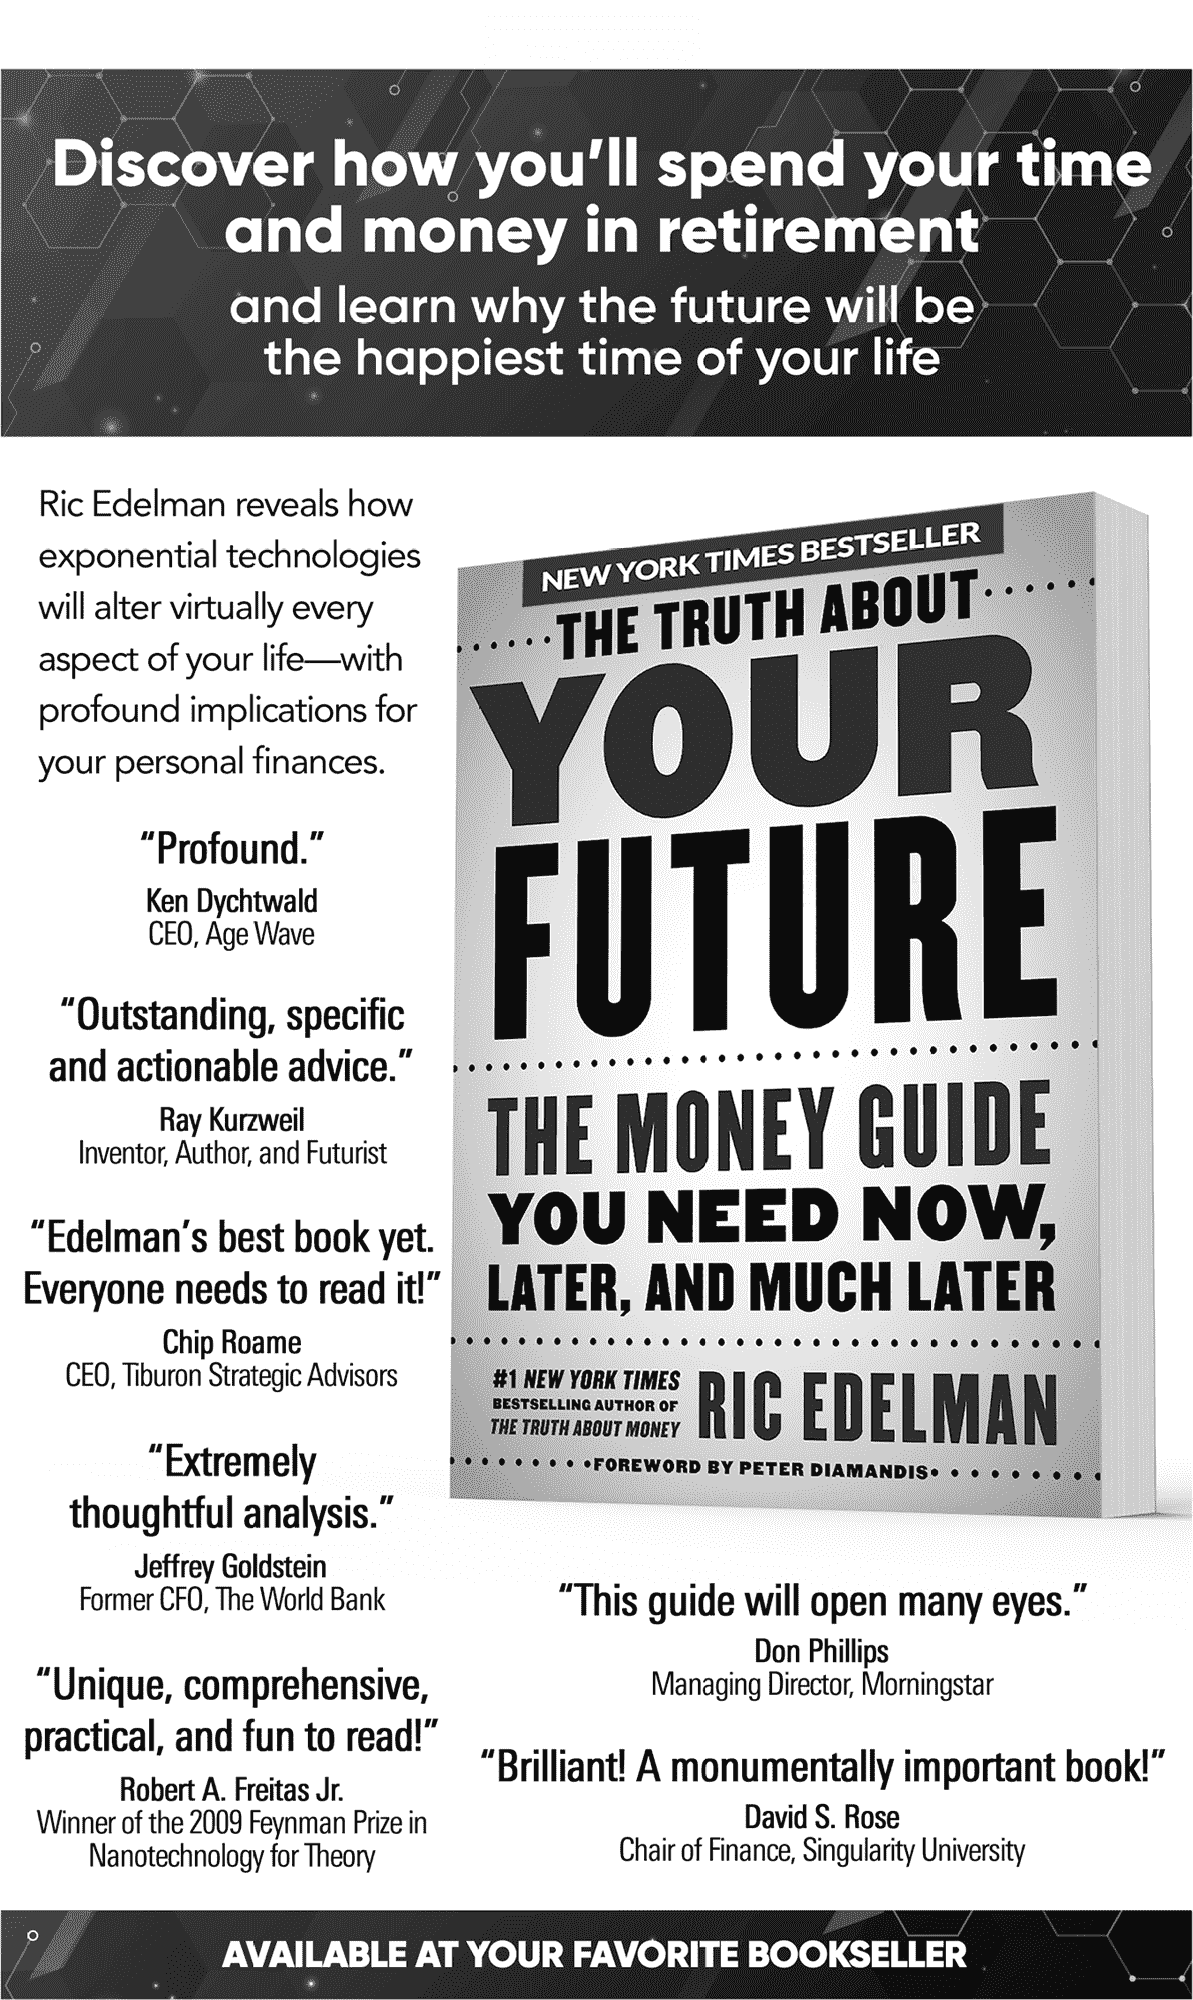 Discover how you'll spend your time
and money in retirement
and learn why the future will be
the happiest time of your life
Ric Edelman reveals how
exponential technologies
will alter virtually every
aspect of your life—with
profound implications for
your personal finances.
“Profound.”
Ken Dychtwald
CEO, Age Wave
“Outstanding, specific
and actionable advice.”
Ray Kurzweil
Inventor, Author, and Futurist
“Edelman's best book yet.
Everyone needs to read it!”
Chip Roame
CEO, Tiburon Strategic Advisors
“Extremely
thoughtful analysis.”
Jeffrey Goldstein
Former CFO, The World Bank
“Unique, comprehensive,
practical, and fun to read!”
Robert A. Freitas Jr.
Winner of the 2009 Feynman Prize in
Nanotechnology for Theory
NEW YORK TIMES BESTSELLER
THE TRUTH ABOUT
YOUR
FUTURE
THE MONEY GUIDE
YOU NEED NOW,
LATER, AND MUCH LATER
#1 NEW YORK TIMES
BESTSELLING AUTHOR OF
THE TRUTH ABOUT MONEY
RIC EDELMAN
FOREWORD BY PETER DIAMANDIS
“This guide will open many eyes.”
Don Phillips
Managing Director, Morningstar
“Brilliant! A monumentally important book!”
David S. Rose
Chair of Finance, Singularity University
AVAILABLE AT YOUR FAVORITE BOOKSELLER